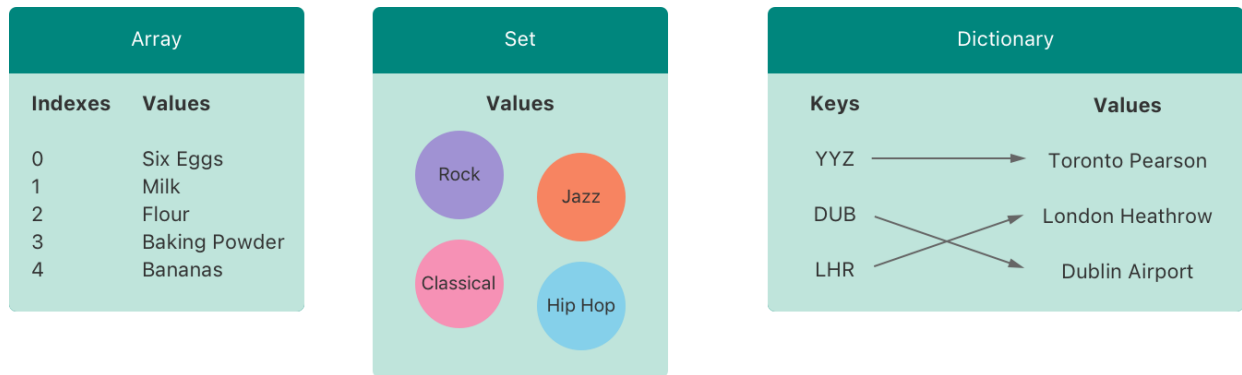 Array
Indexes Values
0 Six Eggs
1 Milk
2 Flour
3 Baking Powder
4 Bananas
Set
Values
Rock
Jazz
Classical
Hip Hop
Dictionary
Keys Values
YYZ Toronto Pearson
DUB London Heathrow
LHR Dublin Airport